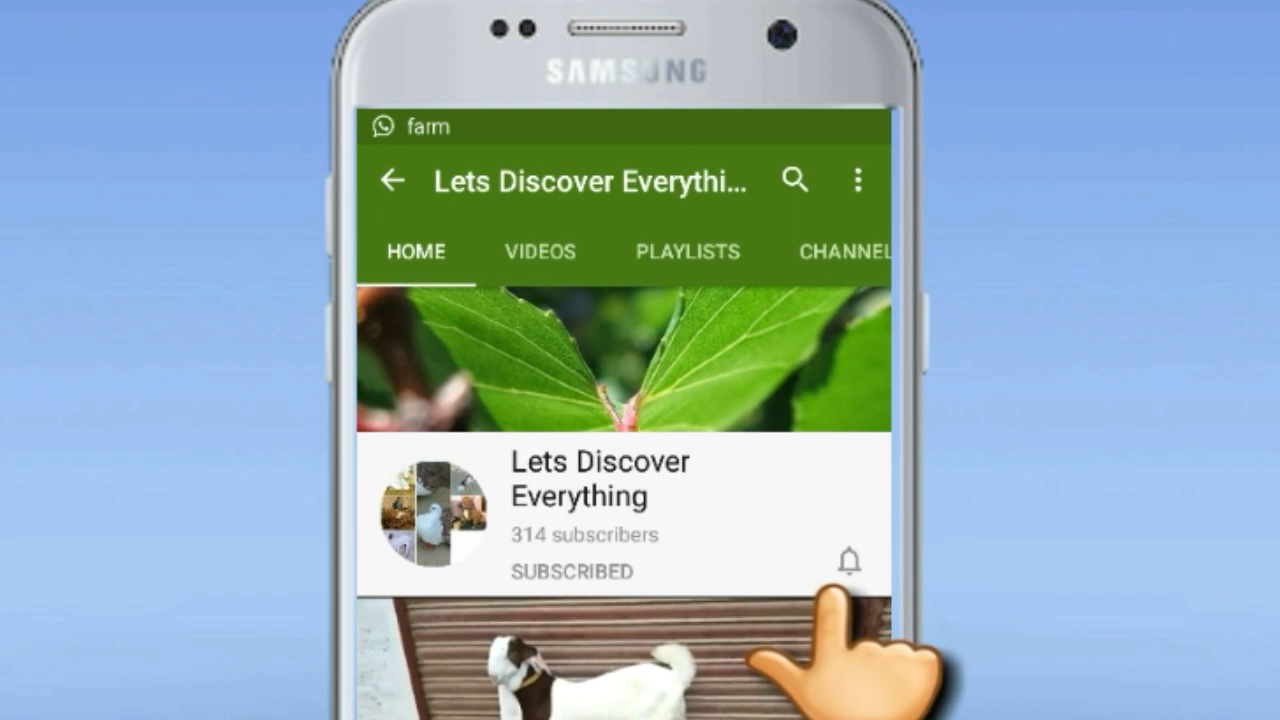 SAMSUNG
farm
Lets Discover Everythi...
HOME VIDEOS PLAYLISTS CHANNEL
Lets Discover
Everything
314 subscribers
SUBSCRIBED